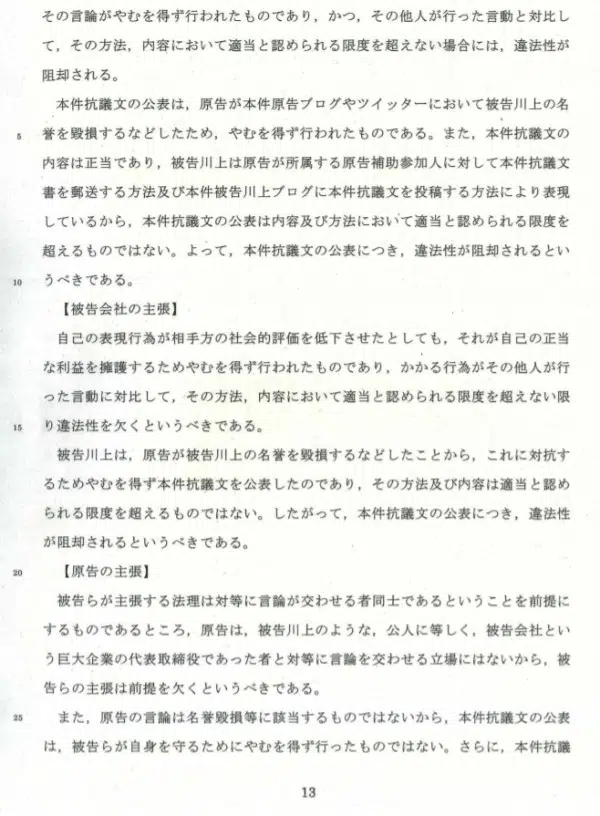 その言論がやむを得ず行われたものであり，かつ，その他人が行った言動と対比し
て，その方法，内容において適当と認められる限度を超えない場合には，違法性が
阻却される。
本件抗議文の公表は，原告が本件原告ブログやツイッターにおいて被告川上の名
5 誉を毀損するなどしたため，やむを得ず行われたものである。また，本件抗議文の
内容は正当であり，被告川上は原告が所属する原告補助参加人に対して本件抗議文
書を郵送する方法及び本件被告川上ブログに本件抗議文を投稿する方法により表現
しているから，本件抗議文の公表は内容及び方法において適当と認められる限度を
超えるものではない。よって，本件抗議文の公表につき，違法性が阻却されるとい
10 うべきである。
【被告会社の主張】
自己の表現行為が相手方の社会的評価を低下させたとしても，それが自己の正当
な利益を擁護するためやむを得ず行われたものであり，かかる行為がその他人が行
った言動に対比して，その方法，内容において適当と認められる限度を超えない限
15 り違法性を欠くというべきである。
被告川上は，原告が被告川上の名誉を毀損するなどしたことから，これに対抗す
るためやむを得ず本件抗議文を公表したのであり，その方法及び内容は適当と認め
られる限度を超えるものではない。したがって，本件抗議文の公表につき，違法性
が阻却されるというべきである。
20 【原告の主張】
被告らが主張する法理は対等に言論が交わせる者同士であるということを前提に
するものであるところ，原告は，被告川上のような，公人に等しく，被告会社とい
う巨大企業の代表取締役であった者と対等に言論を交わせる立場にはないから，被
告らの主張は前提を欠くというべきである。
25 また，原告の言論は名誉毀損等に該当するものではないから，本件抗議文の公表
は，被告らが自身を守るためにやむを得ず行ったものではない。さらに，本件抗議
13